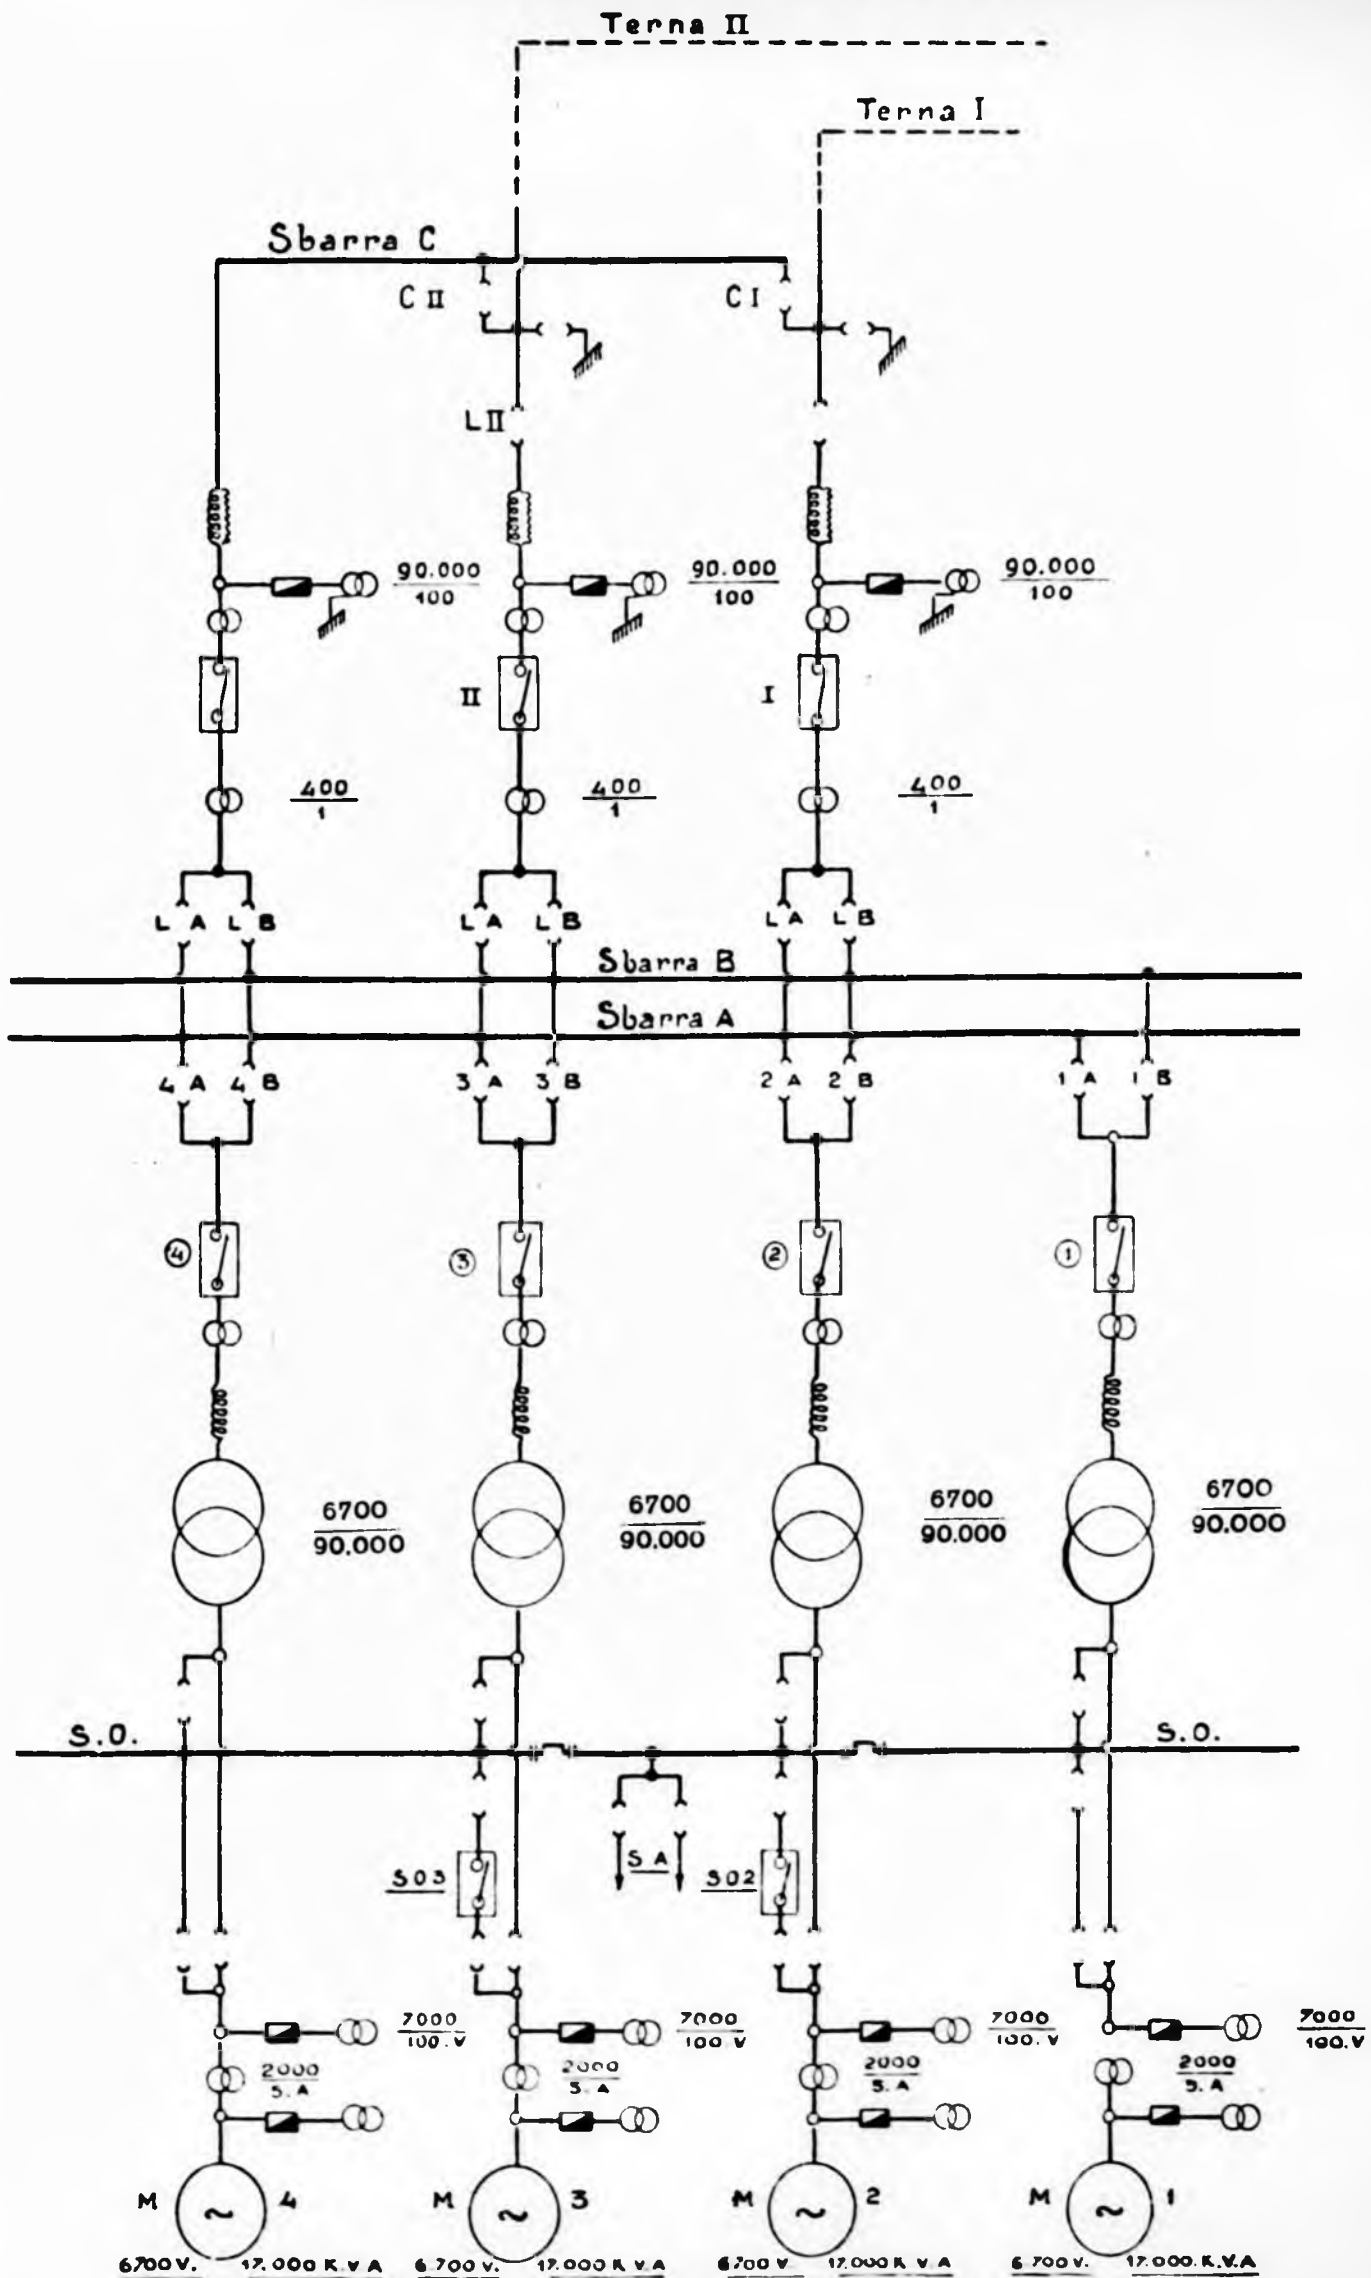 Terna II
Terna I
Sbarra C
C II
C I
L II
90.000
100
90.000
100
90.000
100
II
I
400
1
400
1
400
1
L A L B
L A L B
L A L B
Sbarra B
Sbarra A
4 A 4 B
3 A 3 B
2 A 2 B
1 A 1 B
4
3
2
1
6700
90.000
6700
90.000
6700
90.000
6700
90.000
S.O.
S.O.
S03
S A
S02
7000
100.V
7000
100.V
7000
100.V
7000
100.V
2000
5.A
2000
5.A
2000
5.A
2000
5.A
M ~ 4
M ~ 3
M ~ 2
M ~ 1
6700 V. 17.000 K.V.A
6.700 V. 17.000 K.V.A
6700 V. 17.000 K.V.A
6.700 V. 17.000.K.V.A